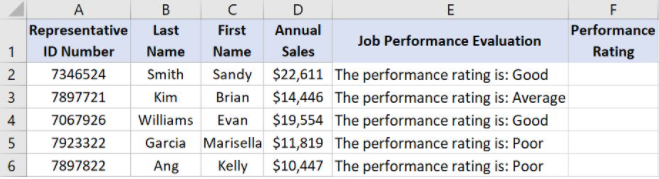 A B C D E F
1 Representative ID Number Last Name First Name Annual Sales Job Performance Evaluation Performance Rating
2 7346524 Smith Sandy $22,611 The performance rating is: Good
3 7897721 Kim Brian $14,446 The performance rating is: Average
4 7067926 Williams Evan $19,554 The performance rating is: Good
5 7923322 Garcia Marisella $11,819 The performance rating is: Poor
6 7897822 Ang Kelly $10,447 The performance rating is: Poor